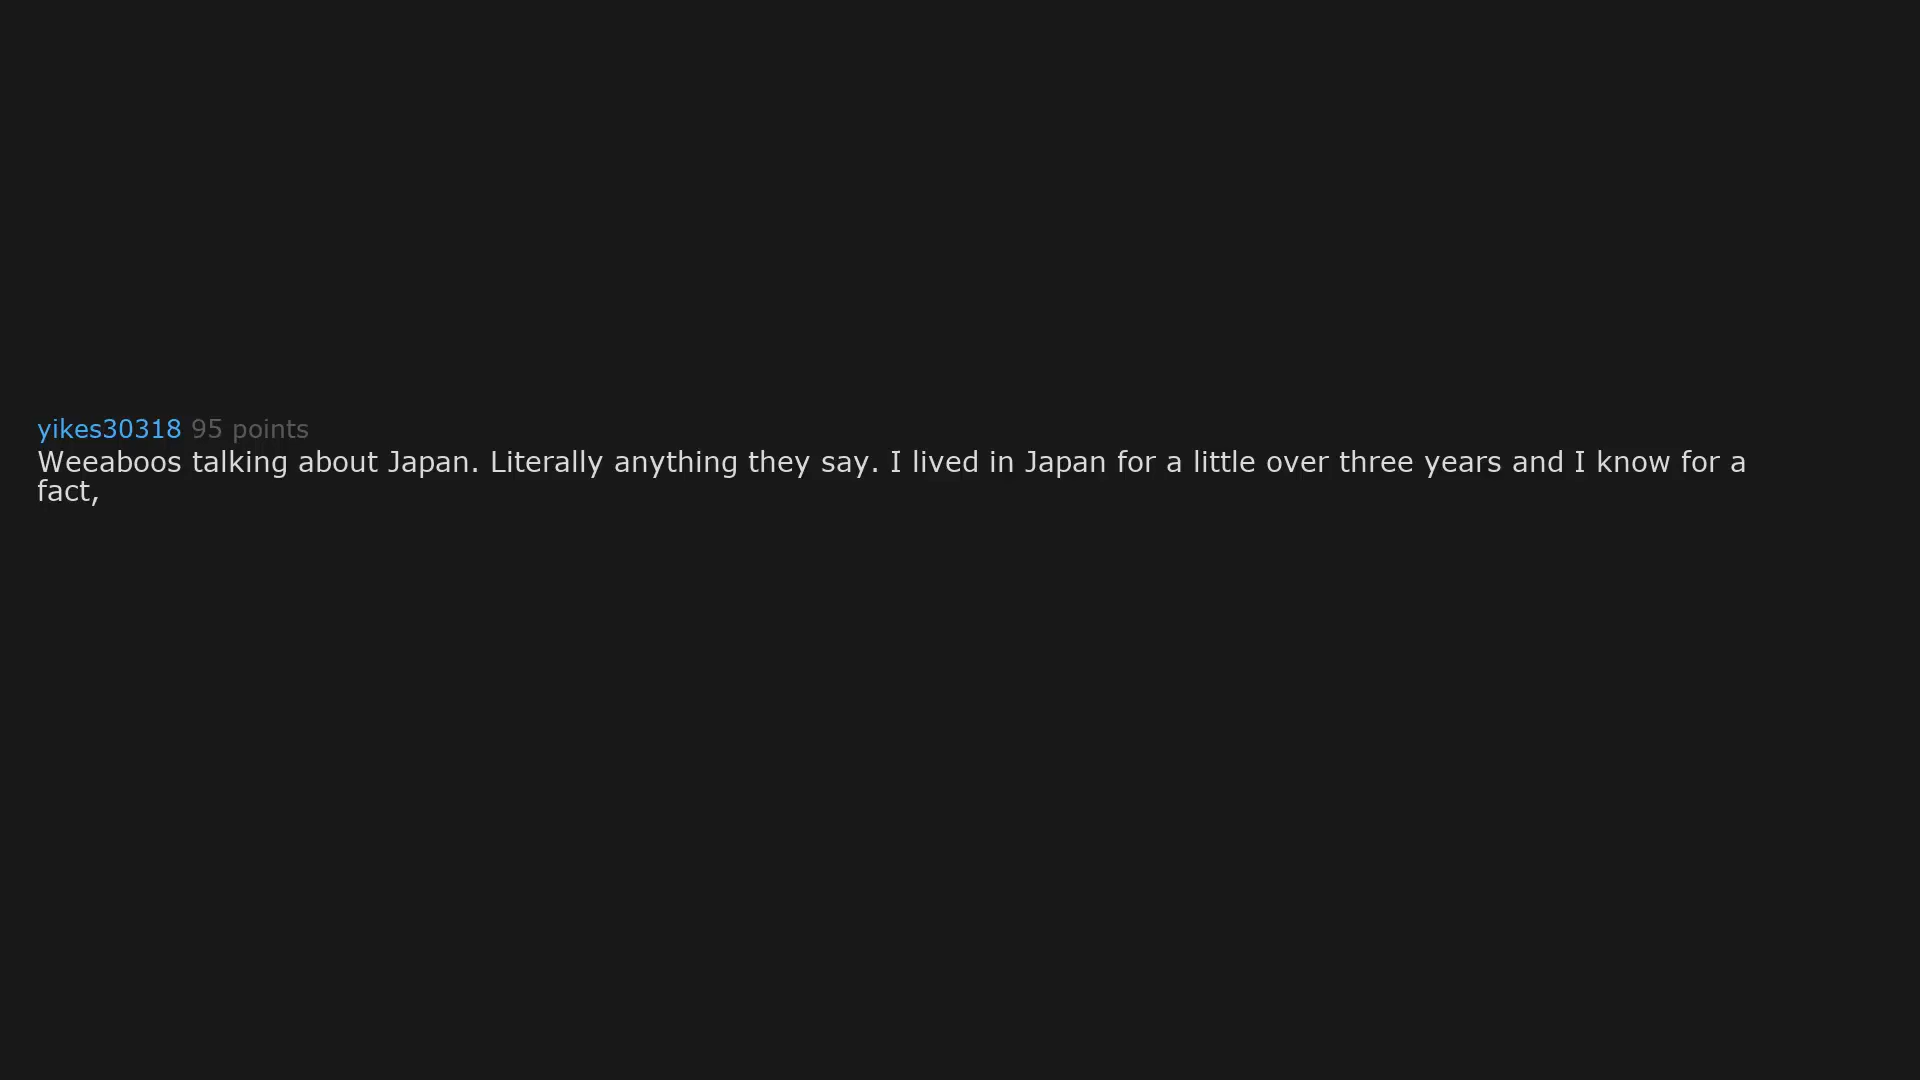 yikes30318 95 points
Weeaboos talking about Japan. Literally anything they say. I lived in Japan for a little over three years and I know for a
fact,